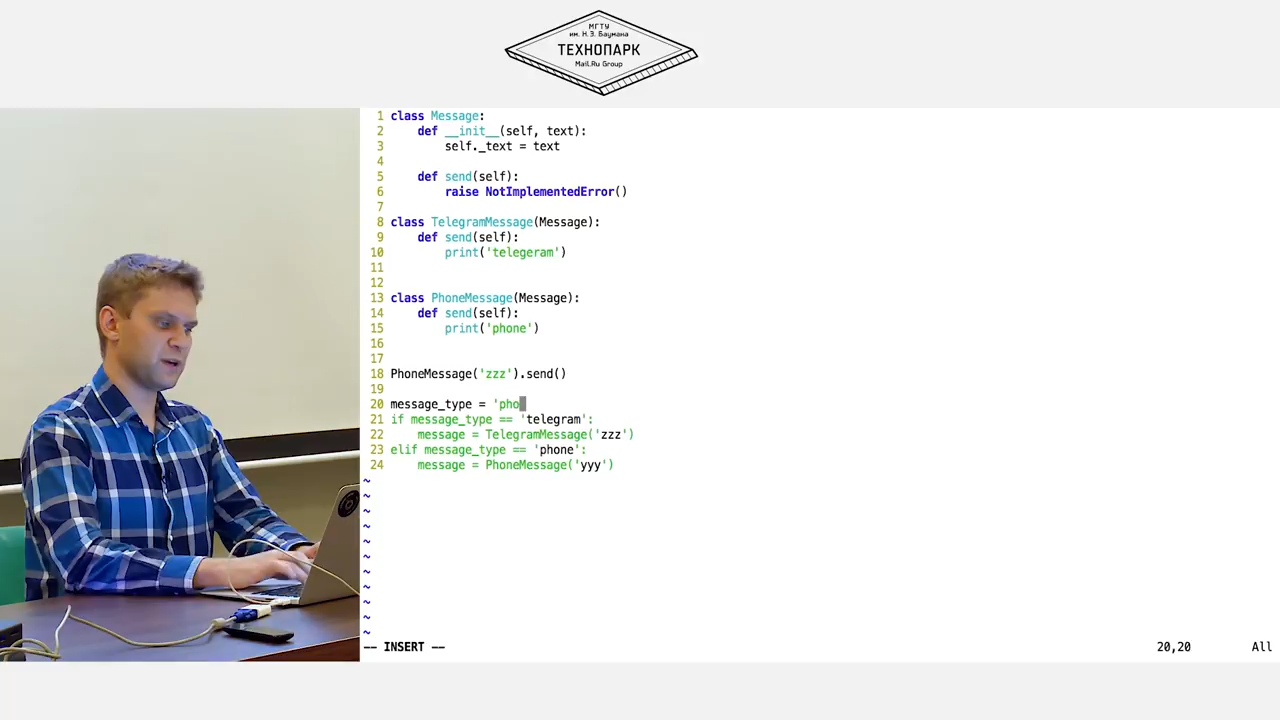 МГТУ
им. Н.Э. Баумана
ТЕХНОПАРК
Mail.Ru Group
1 class Message:
2     def __init__(self, text):
3         self._text = text
4
5     def send(self):
6         raise NotImplementedError()
7
8 class TelegramMessage(Message):
9     def send(self):
10         print('telegeram')
11
12
13 class PhoneMessage(Message):
14     def send(self):
15         print('phone')
16
17
18 PhoneMessage('zzz').send()
19
20 message_type = 'pho
21 if message_type == 'telegram':
22     message = TelegramMessage('zzz')
23 elif message_type == 'phone':
24     message = PhoneMessage('yyy')
~
~
~
~
~
~
~
~
~
~
~
-- INSERT -- 20,20 All